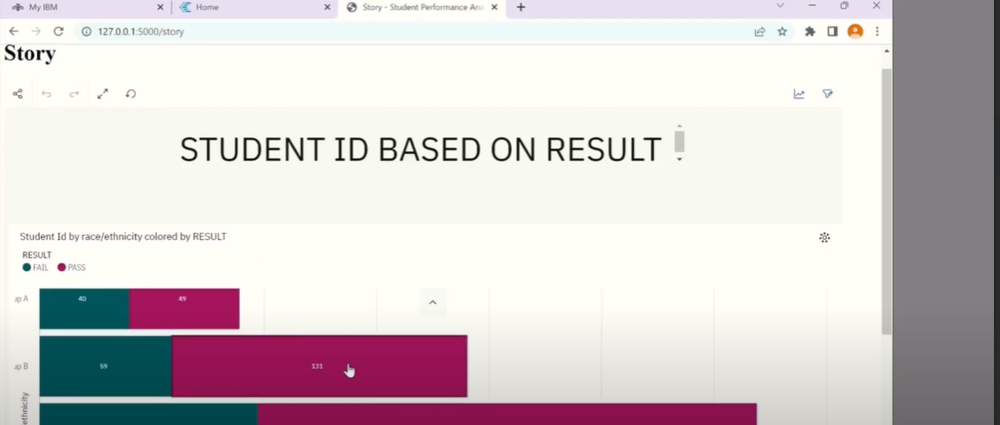 My IBM
Home
Story - Student Performance Ana
127.0.0.1:5000/story
Story
STUDENT ID BASED ON RESULT
Student Id by race/ethnicity colored by RESULT
RESULT
FAIL PASS
up A
40 49
up B
59 131
ethnicity